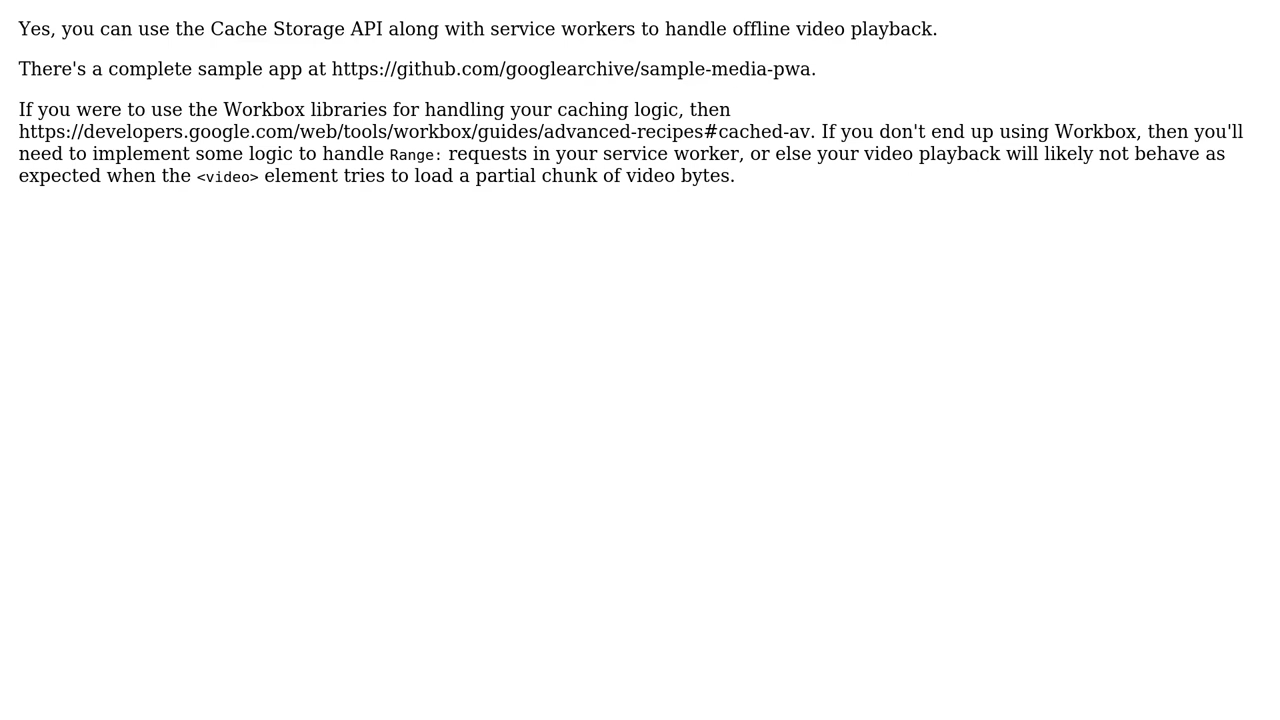 Yes, you can use the Cache Storage API along with service workers to handle offline video playback.
There's a complete sample app at https://github.com/googlearchive/sample-media-pwa.
If you were to use the Workbox libraries for handling your caching logic, then
https://developers.google.com/web/tools/workbox/guides/advanced-recipes#cached-av. If you don't end up using Workbox, then you'll
need to implement some logic to handle Range: requests in your service worker, or else your video playback will likely not behave as
expected when the <video> element tries to load a partial chunk of video bytes.